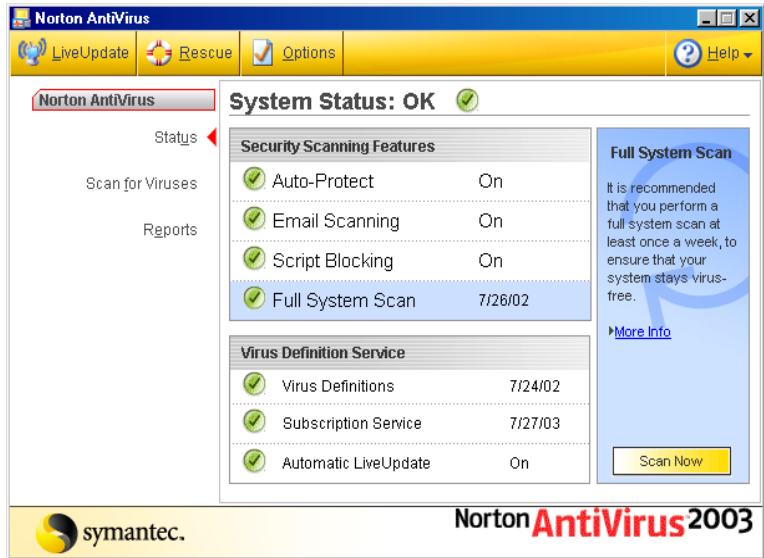 Norton AntiVirus
LiveUpdate Rescue Options Help
Norton AntiVirus
Status
Scan for Viruses
Reports
System Status: OK
Security Scanning Features
Auto-Protect On
Email Scanning On
Script Blocking On
Full System Scan 7/26/02
Virus Definition Service
Virus Definitions 7/24/02
Subscription Service 7/27/03
Automatic LiveUpdate On
Full System Scan
It is recommended
that you perform a
full system scan at
least once a week, to
ensure that your
system stays virus-
free.
More Info
Scan Now
symantec.
Norton AntiVirus 2003